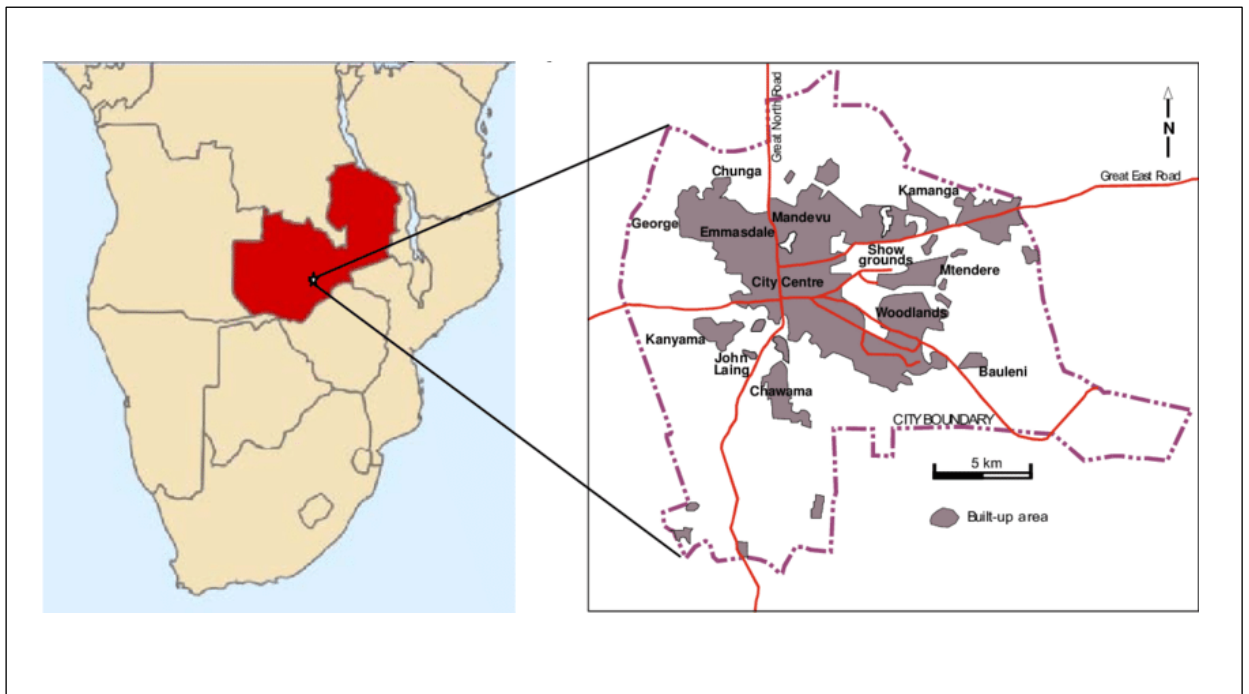 Great North Road
N
Great East Road
Chunga
Kamanga
Mandevu
George
Emmasdale
Show
grounds
Mtendere
City Centre
Woodlands
Kanyama
John
Laing
Bauleni
Chawama
CITY BOUNDARY
5 km
Built-up area